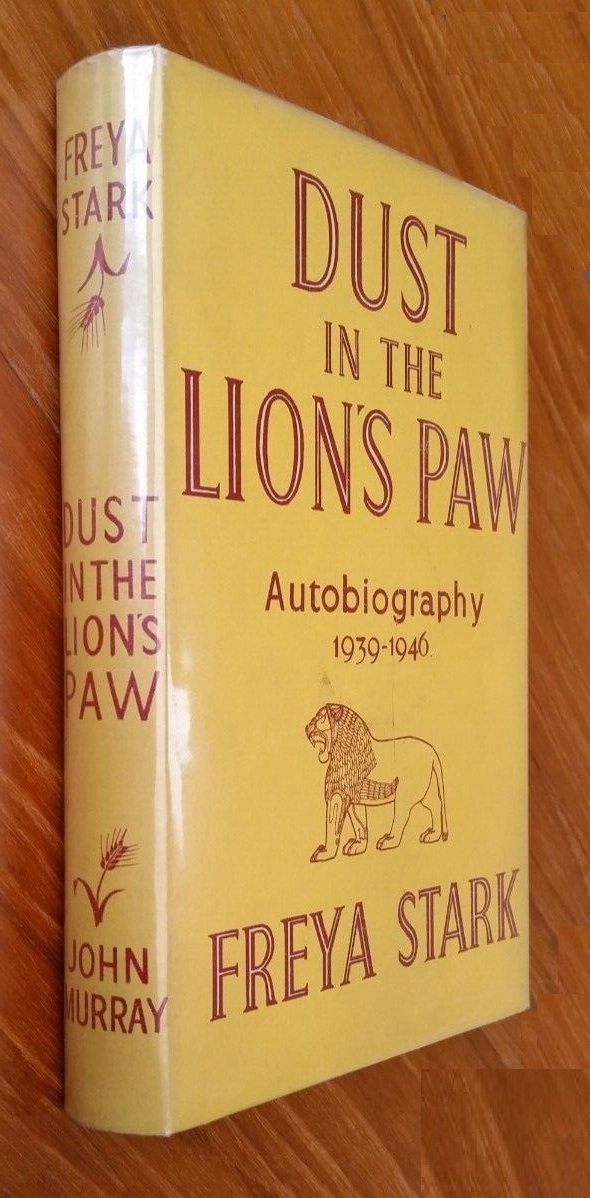 FREYA
STARK
DUST
IN THE
LION'S
PAW
JOHN
MURRAY
DUST
IN THE
LION'S PAW
Autobiography
1939-1946.
FREYA STARK